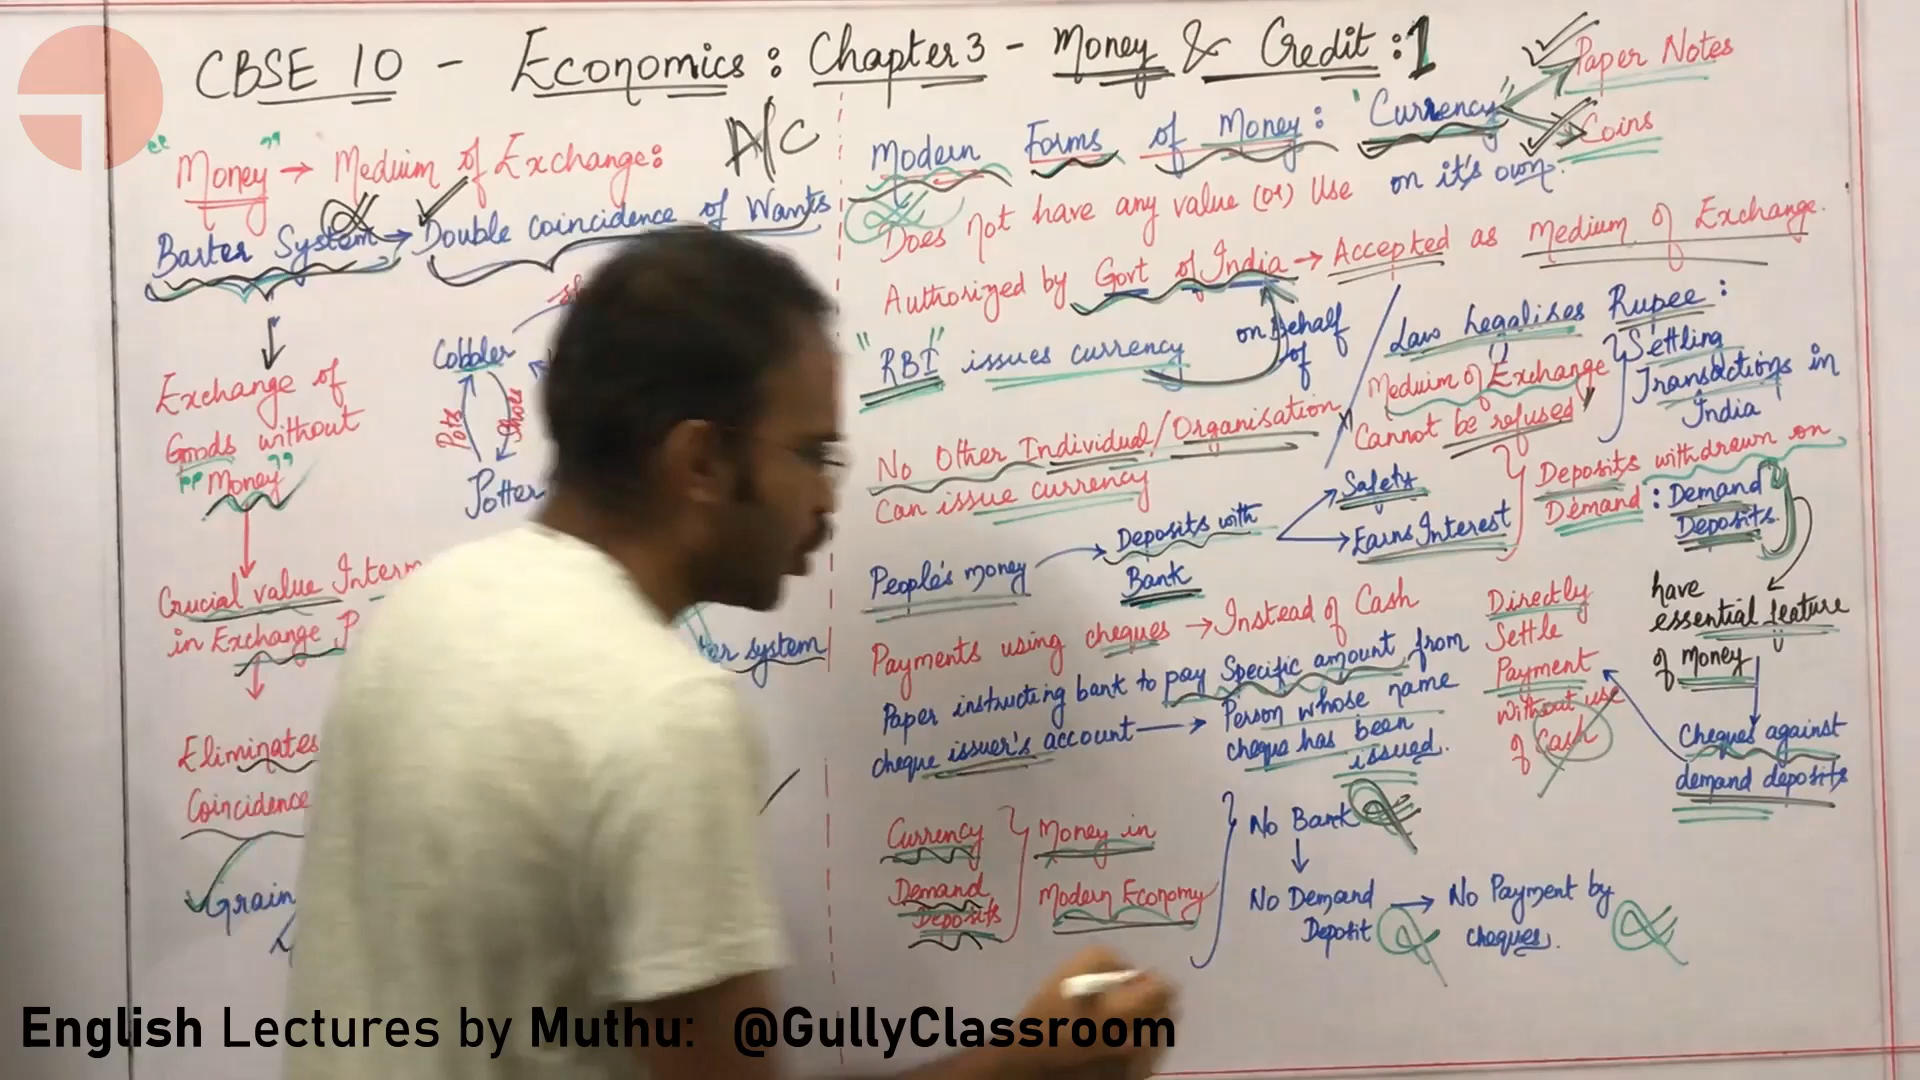 CBSE 10 - Economics: Chapter 3 - Money & Credit: 1
A/C
"Money" → Medium of Exchange:
Barter System → Double coincidence of Wants
Exchange of
Goods without
"Money"
Cobbler
Pots
Shoes
Potter
Crucial value
in Exchange
Eliminates
Coincidence
Grain
system
Modern Forms of Money: "Currency"
Paper Notes
Coins
Does not have any value (or) Use on it's own.
Authorized by Govt of India → Accepted as Medium of Exchange.
"RBI" issues currency
on behalf
of
Law Legalises Rupee:
Medium of Exchange
Cannot be refused
Settling
Transactions in
India
No Other Individual/Organisation
Can issue currency
People's money → Deposits with
Bank
Safety
Earns Interest
Deposits withdrawn on
Demand: Demand
Deposits.
have
essential feature
of money
Cheques against
demand deposits
Directly
Settle
Payment
Without use
of Cash
Payments using cheques → Instead of Cash
Paper instructing bank to pay Specific amount from
cheque issuer's account → Person whose name
cheque has been
issued.
Currency
Demand
Deposits
Money in
Modern Economy
No Bank
No Demand
Deposit
→ No Payment by
cheques.
English Lectures by Muthu: @GullyClassroom